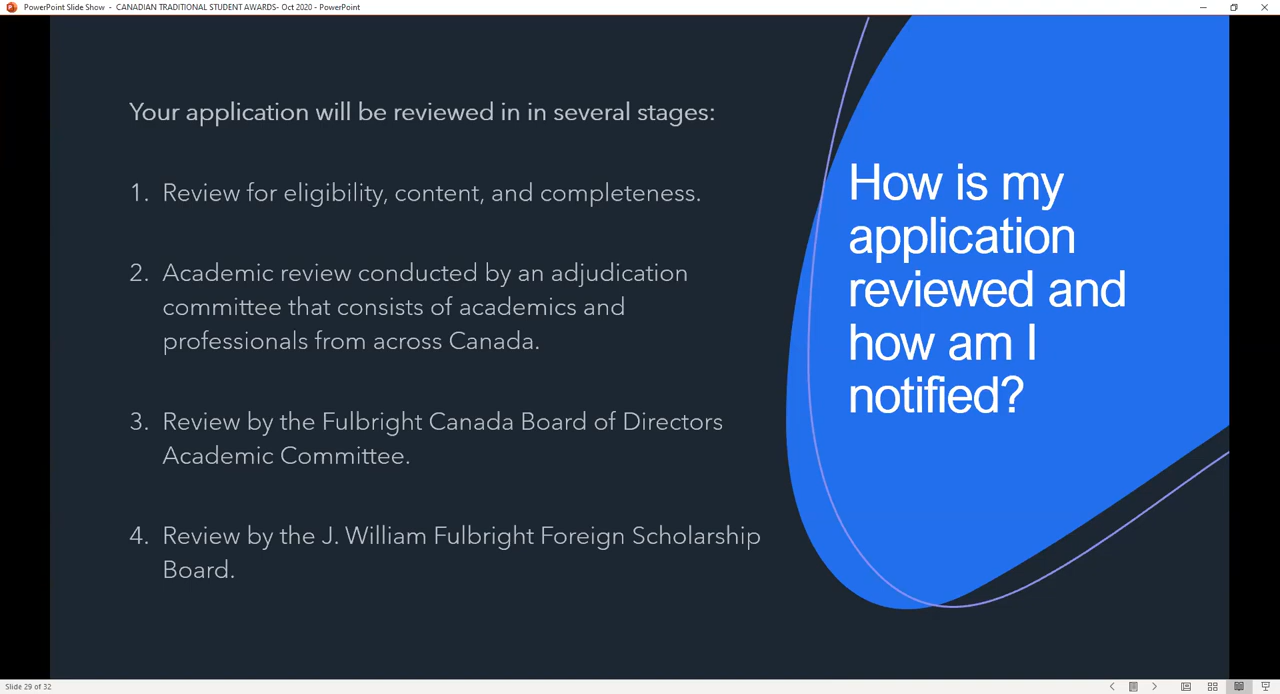 PowerPoint Slide Show - CANADIAN TRADITIONAL STUDENT AWARDS- Oct 2020 - PowerPoint
Your application will be reviewed in in several stages:
1. Review for eligibility, content, and completeness.
2. Academic review conducted by an adjudication
committee that consists of academics and
professionals from across Canada.
3. Review by the Fulbright Canada Board of Directors
Academic Committee.
4. Review by the J. William Fulbright Foreign Scholarship
Board.
How is my
application
reviewed and
how am I
notified?
Slide 29 of 32